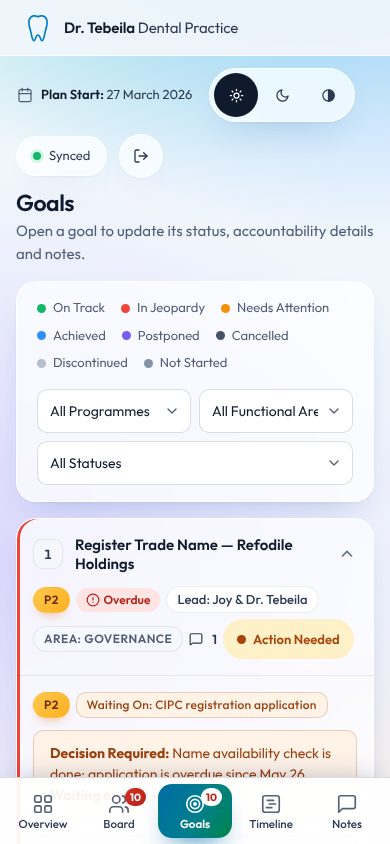 Dr. Tebeila Dental Practice
Plan Start: 27 March 2026
Synced
Goals
Open a goal to update its status, accountability details
and notes.
On Track In Jeopardy Needs Attention
Achieved Postponed Cancelled
Discontinued Not Started
All Programmes All Functional Are
All Statuses
1 Register Trade Name — Refodile
Holdings
P2 Overdue Lead: Joy & Dr. Tebeila
AREA: GOVERNANCE 1 Action Needed
P2 Waiting On: CIPC registration application
Decision Required: Name availability check is
done; application is overdue since May 26
Waiting
10 10
Overview Board Goals Timeline Notes